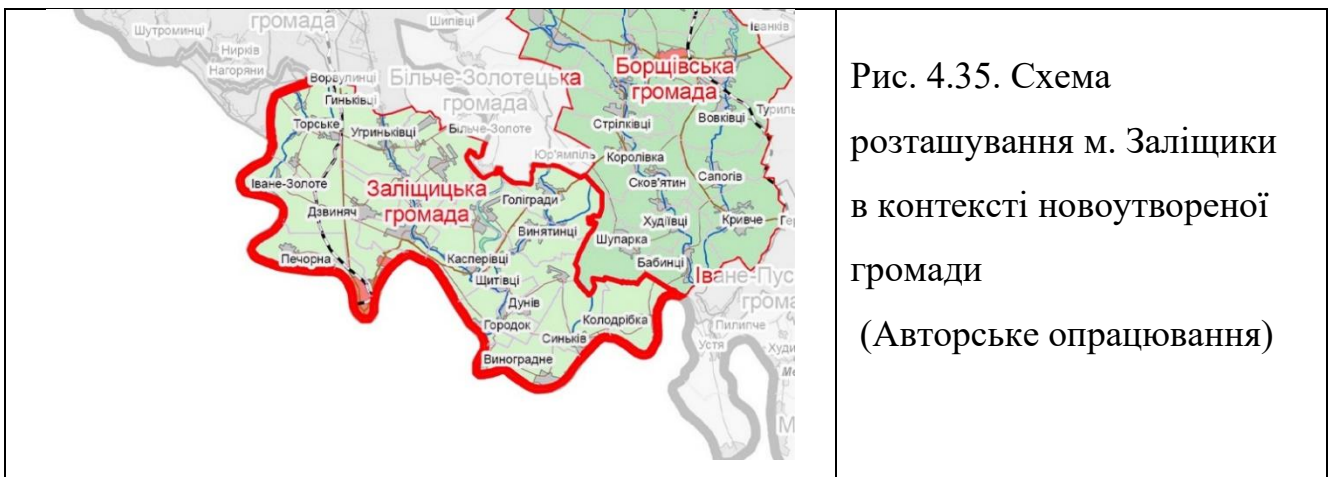 громада
Шипівці
Іванків
Шутроминці
Нирків
Нагоряни
Ворвулинці
Більче-Золотецька
громада
Борщівська
громада
Гиньківці
Торське
Угриньківці
Більче-Золоте
Стрілківці
Вовківці
Юр'ямпіль
Королівка
Сков'ятин
Сапогів
Іване-Золоте
Заліщицька
громада
Голігради
Дзвиняч
Винятинці
Худіївці
Кривче
Шупарка
Печорна
Касперівці
Бабинці
Щитівці
Іване-Пус
грома
Дунів
Городок
Колодрібка
Пилипче
Синьків
Устя
Худи
Виноградне
Рис. 4.35. Схема
розташування м. Заліщики
в контексті новоутвореної
громади
(Авторське опрацювання)